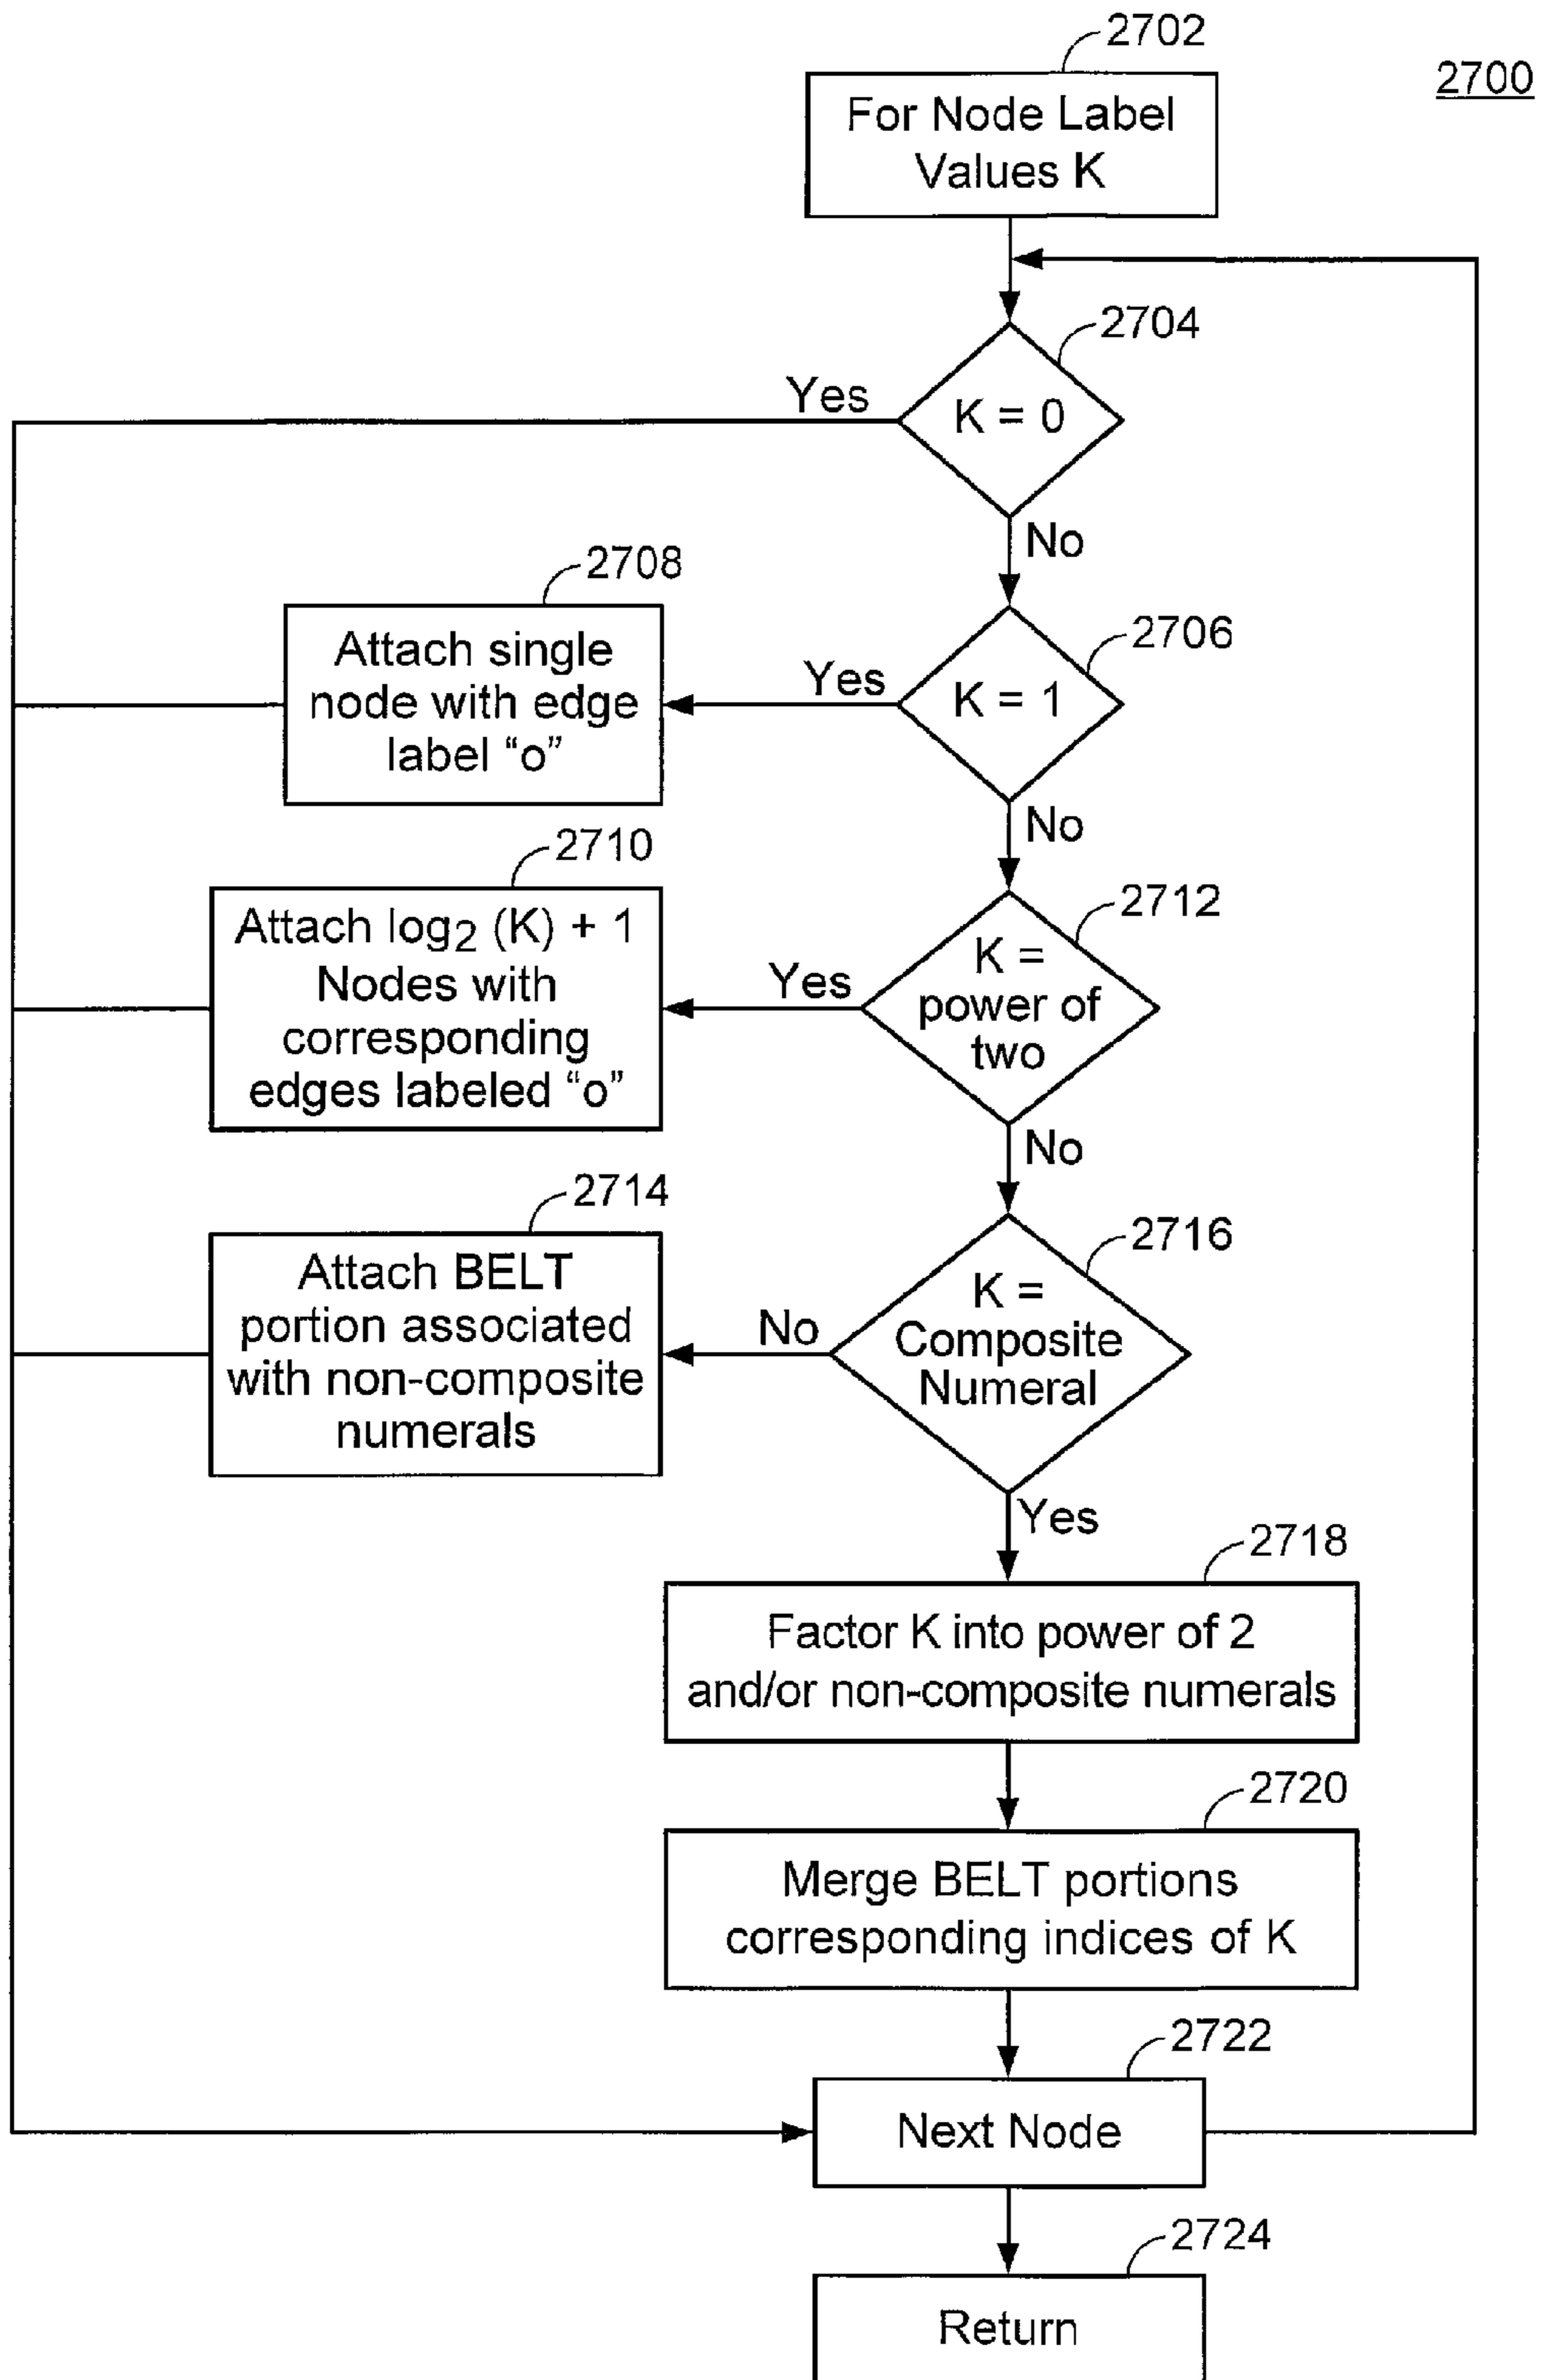 2702
2700
For Node Label
Values K
2704
Yes
K = 0
No
2708
Attach single
node with edge
label “o”
2706
Yes
K = 1
No
2710
Attach log2 (K) + 1
Nodes with
corresponding
edges labeled “o”
2712
Yes
K =
power of
two
No
2714
Attach BELT
portion associated
with non-composite
numerals
2716
No
K =
Composite
Numeral
Yes
2718
Factor K into power of 2
and/or non-composite numerals
2720
Merge BELT portions
corresponding indices of K
2722
Next Node
2724
Return